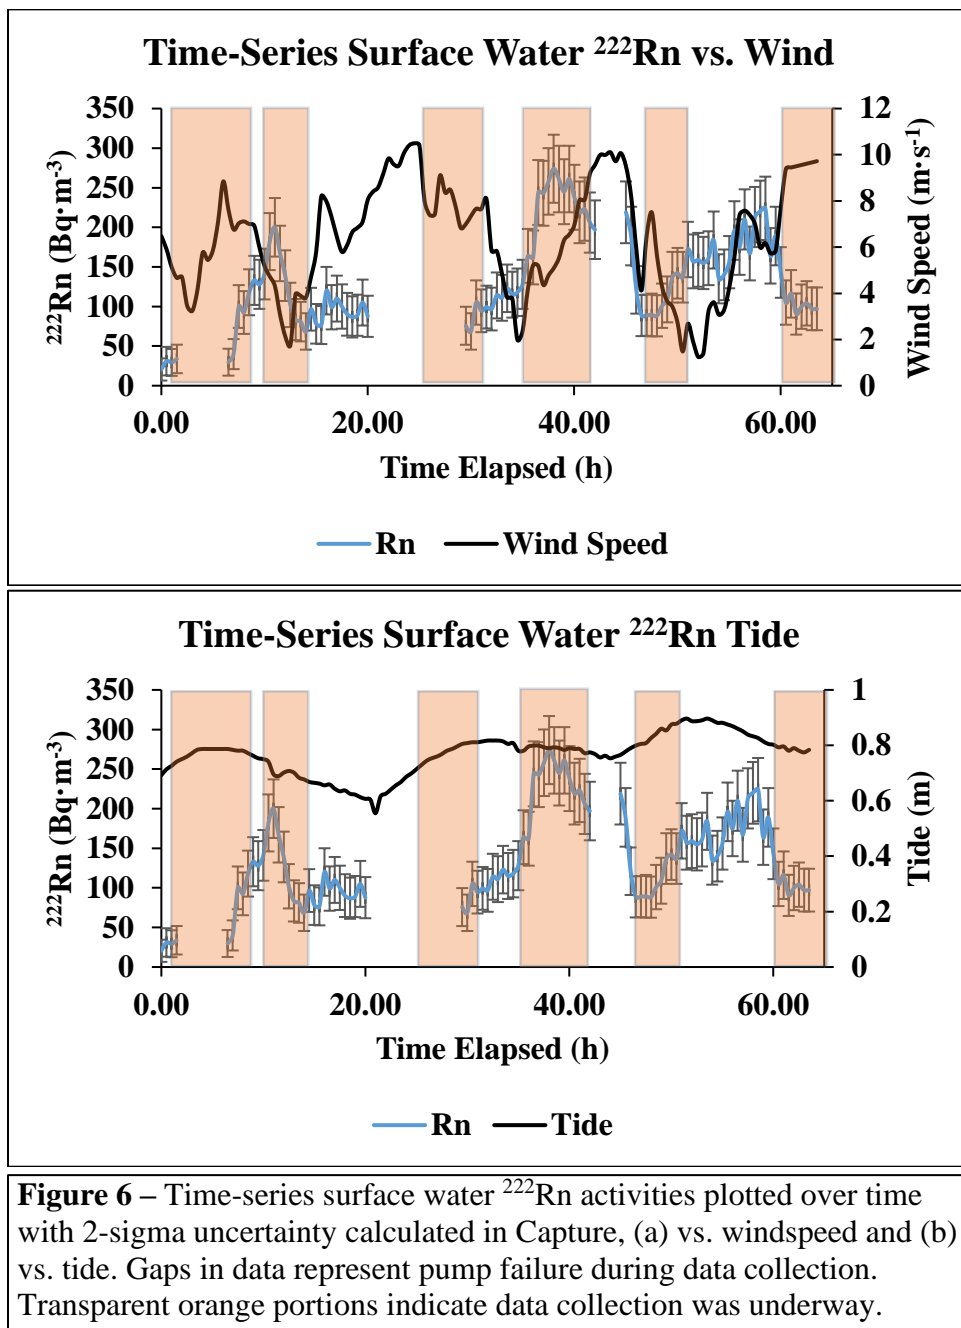 Time-Series Surface Water ²²²Rn vs. Wind
350
300
250
200
150
100
50
0
²²²Rn (Bq·m⁻³)
12
10
8
6
4
2
0
Wind Speed (m·s⁻¹)
0.00 20.00 40.00 60.00
Time Elapsed (h)
Rn Wind Speed
Time-Series Surface Water ²²²Rn Tide
350
300
250
200
150
100
50
0
²²²Rn (Bq·m⁻³)
1
0.8
0.6
0.4
0.2
0
Tide (m)
0.00 20.00 40.00 60.00
Time Elapsed (h)
Rn Tide
Figure 6 – Time-series surface water ²²²Rn activities plotted over time
with 2-sigma uncertainty calculated in Capture, (a) vs. windspeed and (b)
vs. tide. Gaps in data represent pump failure during data collection.
Transparent orange portions indicate data collection was underway.